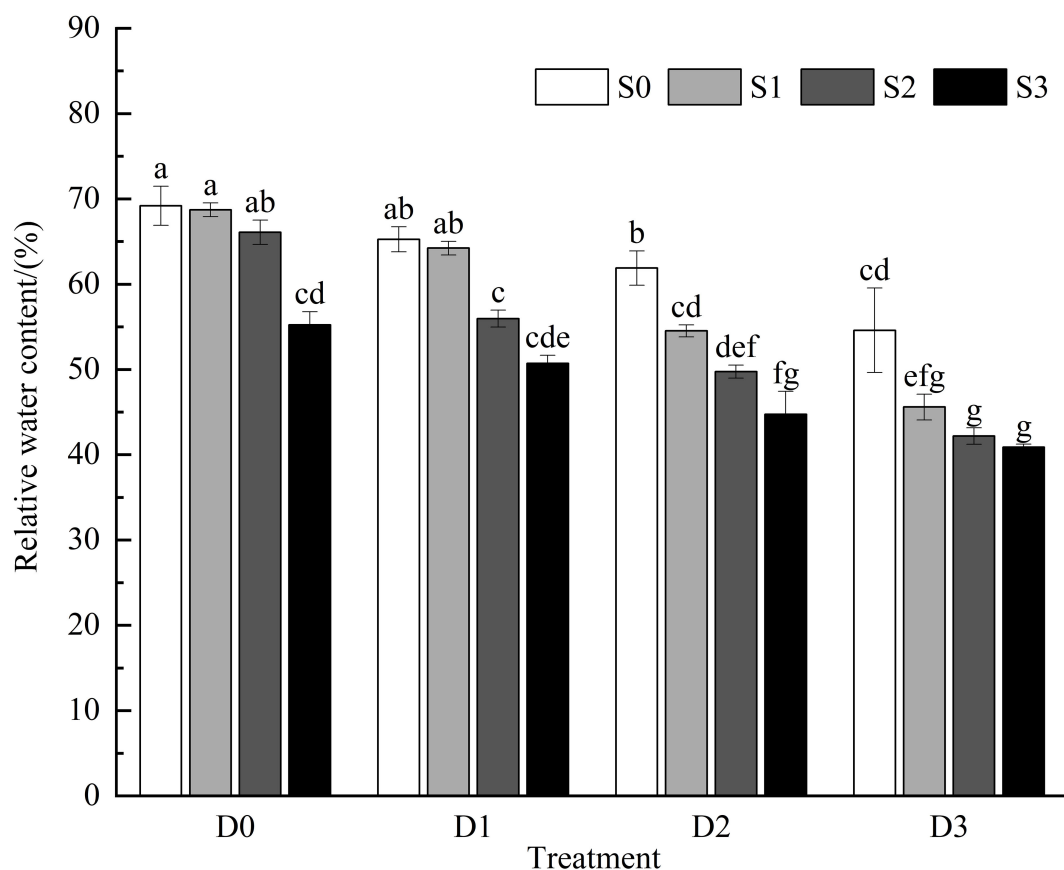 Relative water content/(%)
90
80
70
60
50
40
30
20
10
0
S0 S1 S2 S3
a a ab cd
ab ab c cde
b cd def fg
cd efg g g
D0 D1 D2 D3
Treatment